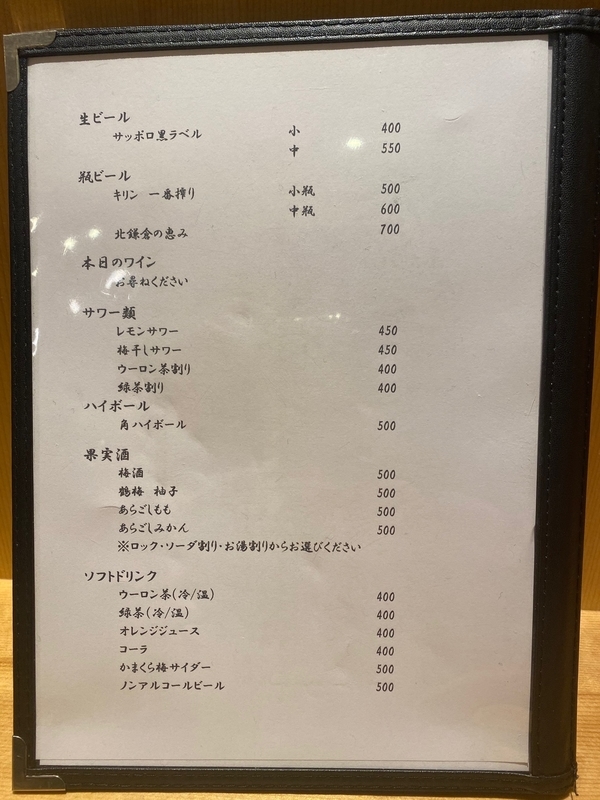 生ビール
サッポロ黒ラベル 小 400
中 550
瓶ビール
キリン 一番搾り 小瓶 500
中瓶 600
北鎌倉の恵み 700
本日のワイン
お尋ねください
サワー類
レモンサワー 450
梅干しサワー 450
ウーロン茶割り 400
緑茶割り 400
ハイボール
角ハイボール 500
果実酒
梅酒 500
鶴梅 柚子 500
あらごしもも 500
あらごしみかん 500
※ロック・ソーダ割り・お湯割りからお選びください
ソフトドリンク
ウーロン茶(冷/温) 400
緑茶(冷/温) 400
オレンジジュース 400
コーラ 400
かまくら梅サイダー 500
ノンアルコールビール 500